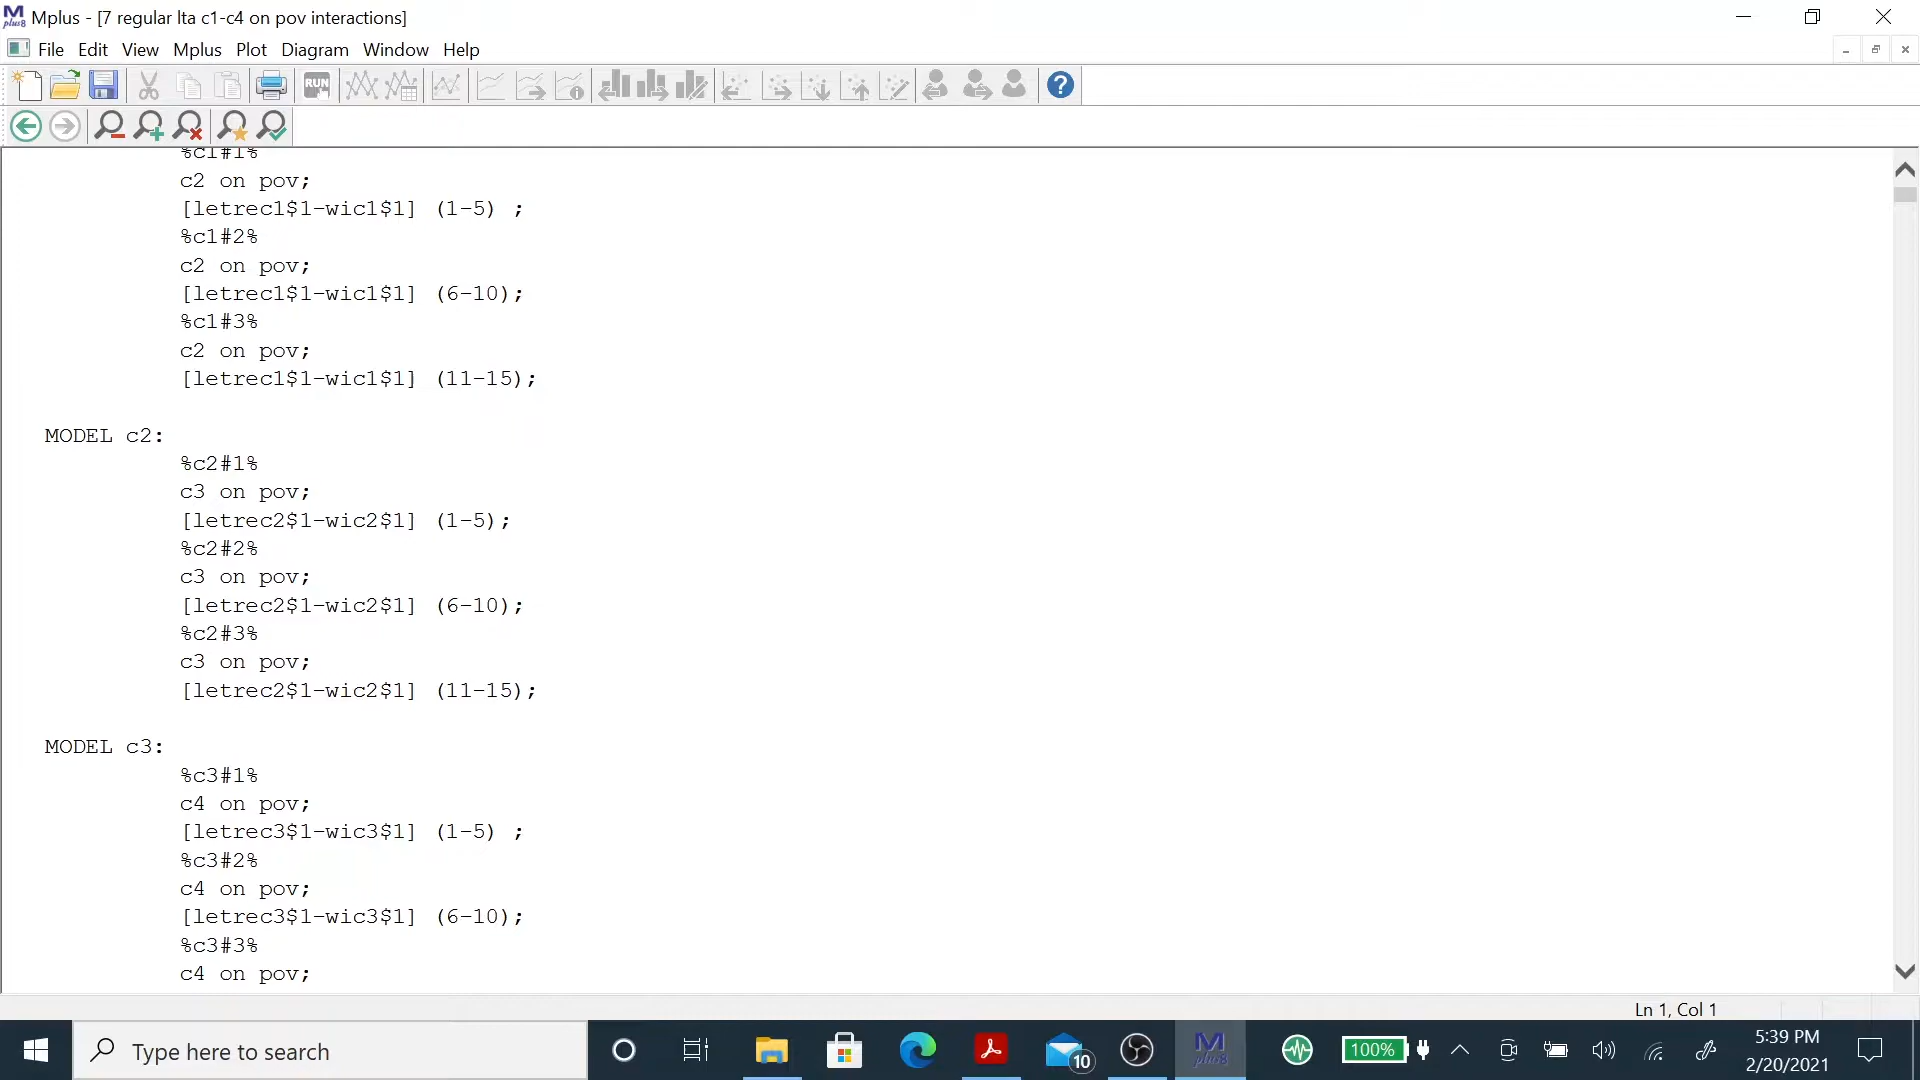 Mplus - [7 regular lta c1-c4 on pov interactions]
File Edit View Mplus Plot Diagram Window Help
RUN
%c1#1%
c2 on pov;
[letrec1$1-wic1$1] (1-5) ;
%c1#2%
c2 on pov;
[letrec1$1-wic1$1] (6-10);
%c1#3%
c2 on pov;
[letrec1$1-wic1$1] (11-15);
MODEL c2:
%c2#1%
c3 on pov;
[letrec2$1-wic2$1] (1-5);
%c2#2%
c3 on pov;
[letrec2$1-wic2$1] (6-10);
%c2#3%
c3 on pov;
[letrec2$1-wic2$1] (11-15);
MODEL c3:
%c3#1%
c4 on pov;
[letrec3$1-wic3$1] (1-5) ;
%c3#2%
c4 on pov;
[letrec3$1-wic3$1] (6-10);
%c3#3%
c4 on pov;
Ln 1, Col 1
Type here to search
10
M
plus8
100%
5:39 PM
2/20/2021